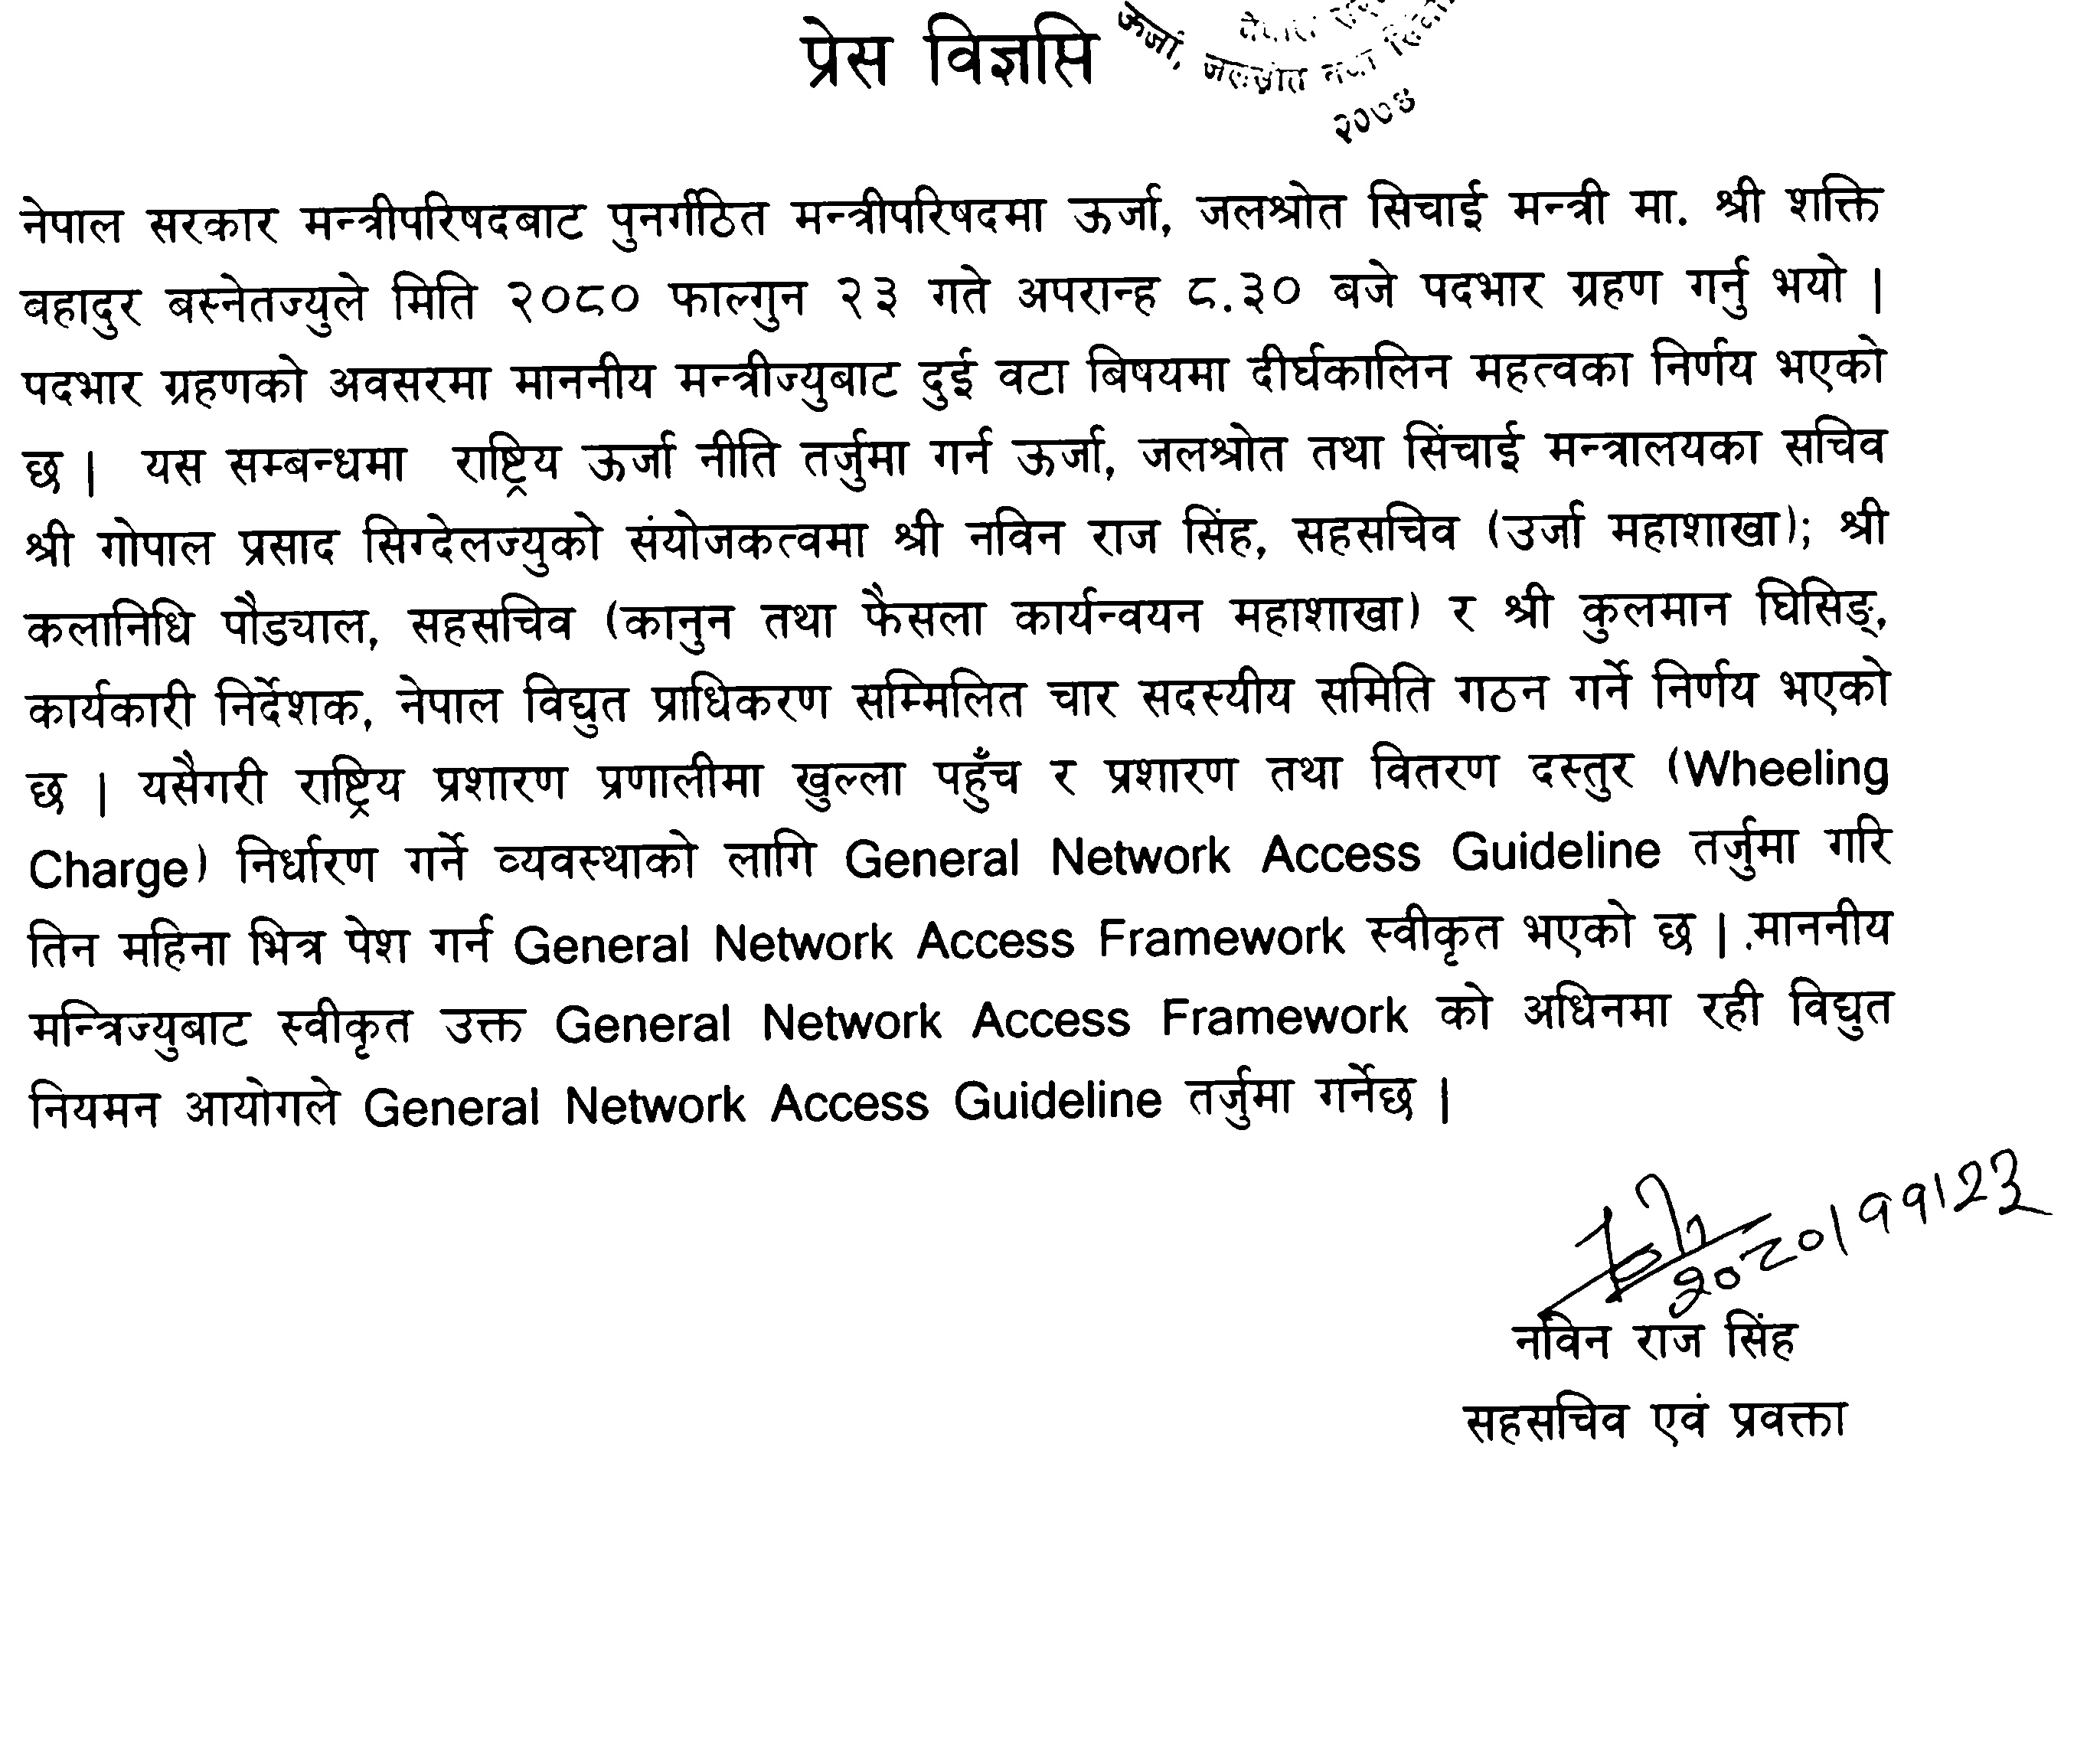 प्रेस विज्ञप्ति
ऊर्जा, जलस्रोत
२०७४
नेपाल सरकार मन्त्रीपरिषदबाट पुनर्गठित मन्त्रीपरिषदमा ऊर्जा, जलश्रोत सिचाई मन्त्री मा. श्री शक्ति
बहादुर बस्नेतज्युले मिति २०८० फाल्गुन २३ गते अपरान्ह ८.३० बजे पदभार ग्रहण गर्नु भयो |
पदभार ग्रहणको अवसरमा माननीय मन्त्रीज्युबाट दुई वटा बिषयमा दीर्घकालिन महत्वका निर्णय भएको
छ | यस सम्बन्धमा राष्ट्रिय ऊर्जा नीति तर्जुमा गर्न ऊर्जा, जलश्रोत तथा सिंचाई मन्त्रालयका सचिव
श्री गोपाल प्रसाद सिग्देलज्युको संयोजकत्वमा श्री नविन राज सिंह, सहसचिव (उर्जा महाशाखा); श्री
कलानिधि पौड्याल, सहसचिव (कानुन तथा फैसला कार्यन्वयन महाशाखा) र श्री कुलमान घिसिङ्,
कार्यकारी निर्देशक, नेपाल विद्युत प्राधिकरण सम्मिलित चार सदस्यीय समिति गठन गर्ने निर्णय भएको
छ | यसैगरी राष्ट्रिय प्रशारण प्रणालीमा खुल्ला पहुँच र प्रशारण तथा वितरण दस्तुर (Wheeling
Charge) निर्धारण गर्ने व्यवस्थाको लागि General Network Access Guideline तर्जुमा गरि
तिन महिना भित्र पेश गर्न General Network Access Framework स्वीकृत भएको छ | माननीय
मन्त्रिज्युबाट स्वीकृत उक्त General Network Access Framework को अधिनमा रही विद्युत
नियमन आयोगले General Network Access Guideline तर्जुमा गर्नेछ |
२०८०।११।२३
नविन राज सिंह
सहसचिव एवं प्रवक्ता